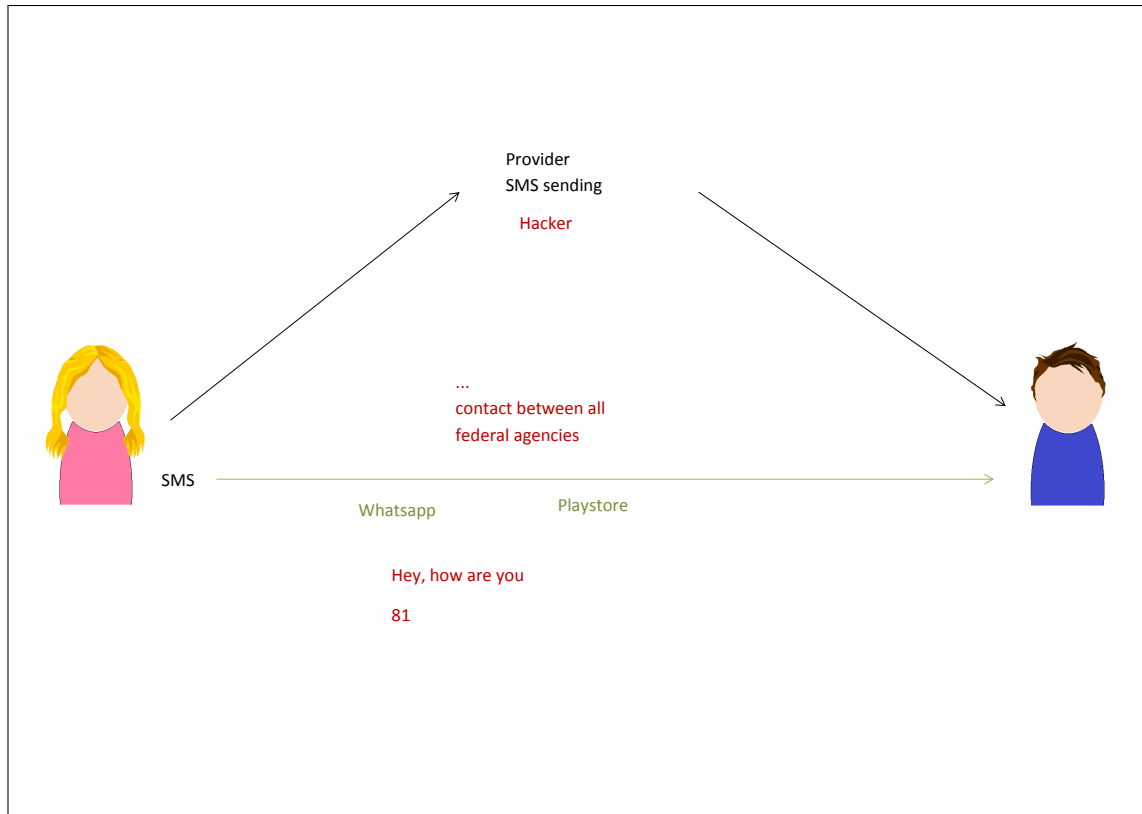 Provider
SMS sending
Hacker
...
contact between all
federal agencies
SMS
Whatsapp
Playstore
Hey, how are you
81